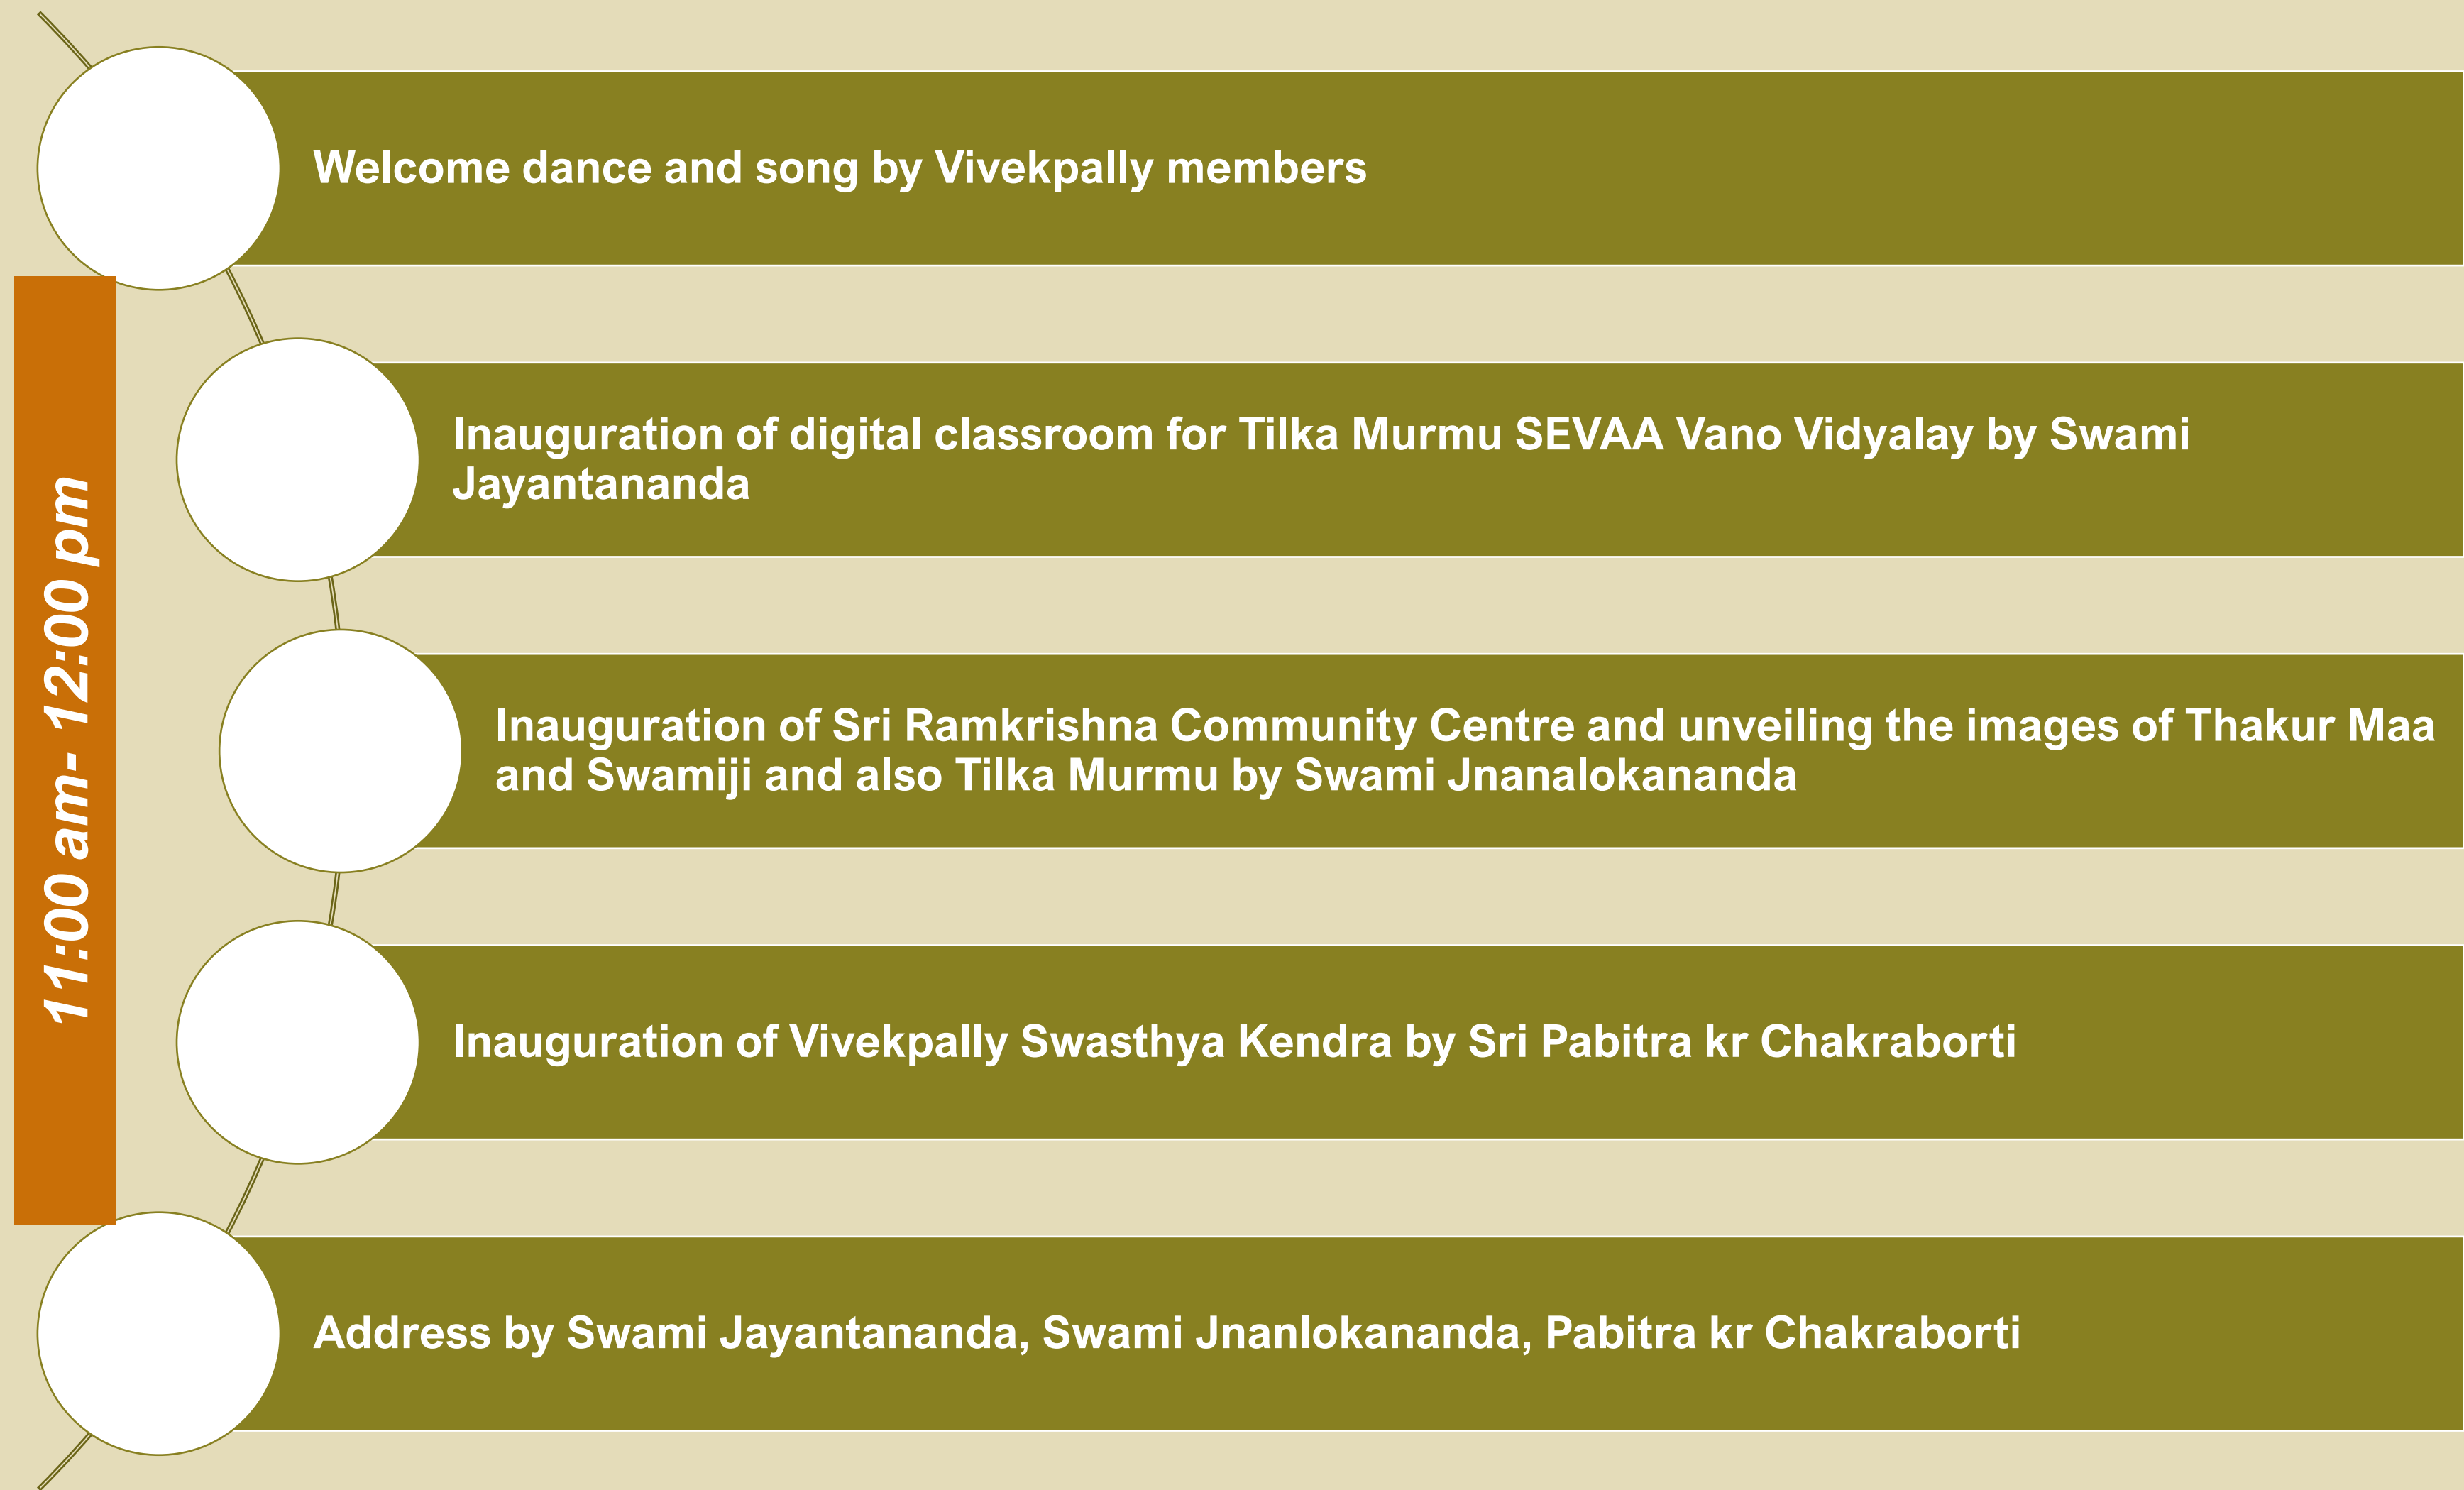 Welcome dance and song by Vivekpally members
Inauguration of digital classroom for Tilka Murmu SEVAA Vano Vidyalay by Swami
Jayantananda
Inauguration of Sri Ramkrishna Community Centre and unveiling the images of Thakur Maa
and Swamiji and also Tilka Murmu by Swami Jnanalokananda
Inauguration of Vivekpally Swasthya Kendra by Sri Pabitra kr Chakraborti
Address by Swami Jayantananda, Swami Jnanlokananda, Pabitra kr Chakraborti
11:00 am- 12:00 pm